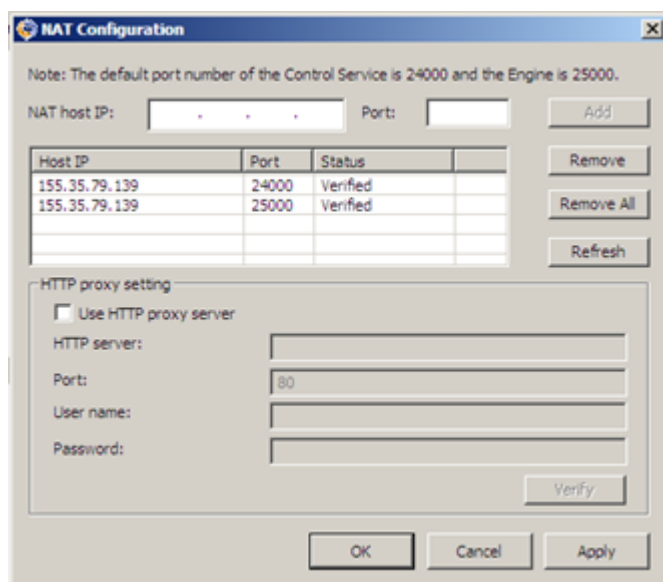 NAT Configuration
Note: The default port number of the Control Service is 24000 and the Engine is 25000.
NAT host IP: . . . Port: Add
Host IP Port Status
155.35.79.139 24000 Verified
155.35.79.139 25000 Verified
Remove
Remove All
Refresh
HTTP proxy setting
Use HTTP proxy server
HTTP server:
Port: 80
User name:
Password:
Verify
OK Cancel Apply